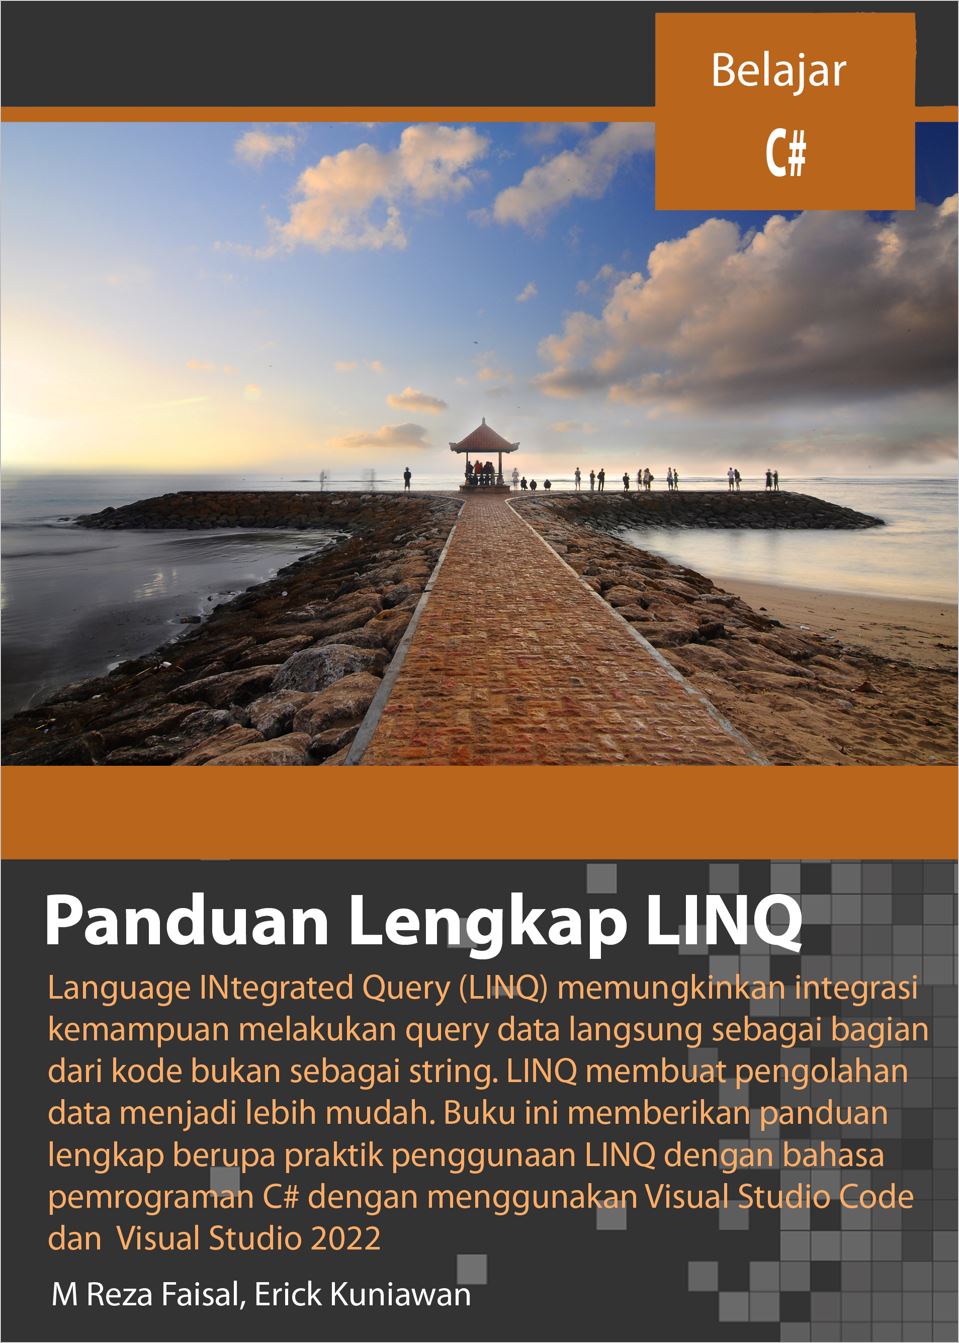 Belajar
C#
Panduan Lengkap LINQ
Language INtegrated Query (LINQ) memungkinkan integrasi
kemampuan melakukan query data langsung sebagai bagian
dari kode bukan sebagai string. LINQ membuat pengolahan
data menjadi lebih mudah. Buku ini memberikan panduan
lengkap berupa praktik penggunaan LINQ dengan bahasa
pemrograman C# dengan menggunakan Visual Studio Code
dan  Visual Studio 2022
M Reza Faisal, Erick Kuniawan